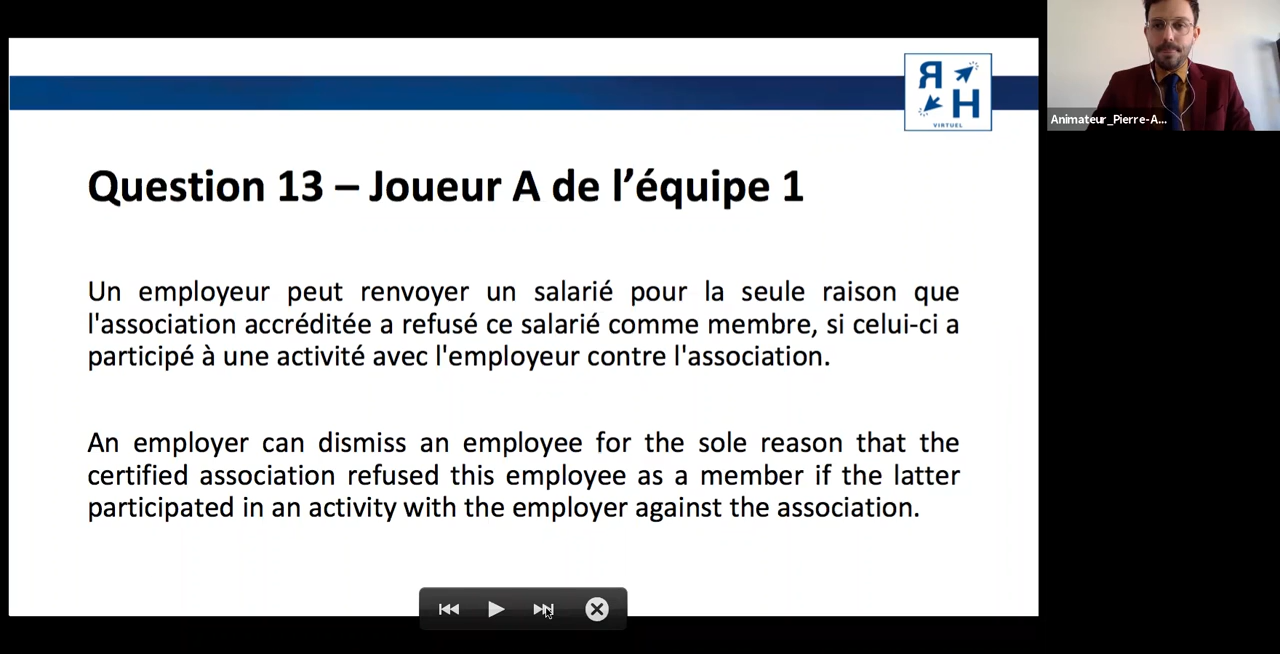 ЯH
VIRTUEL
Animateur_Pierre-A...
Question 13 – Joueur A de l’équipe 1
Un employeur peut renvoyer un salarié pour la seule raison que
l'association accréditée a refusé ce salarié comme membre, si celui-ci a
participé à une activité avec l'employeur contre l'association.
An employer can dismiss an employee for the sole reason that the
certified association refused this employee as a member if the latter
participated in an activity with the employer against the association.